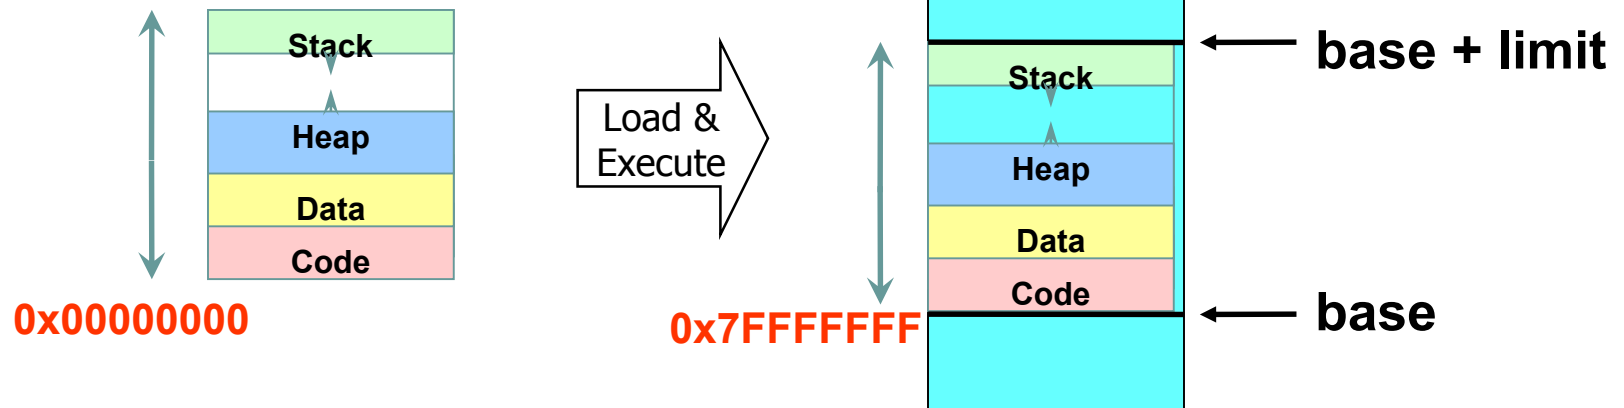 Stack
Heap
Data
Code
0x00000000
Load &
Execute
Stack
Heap
Data
Code
0x7FFFFFFF
base + limit
base